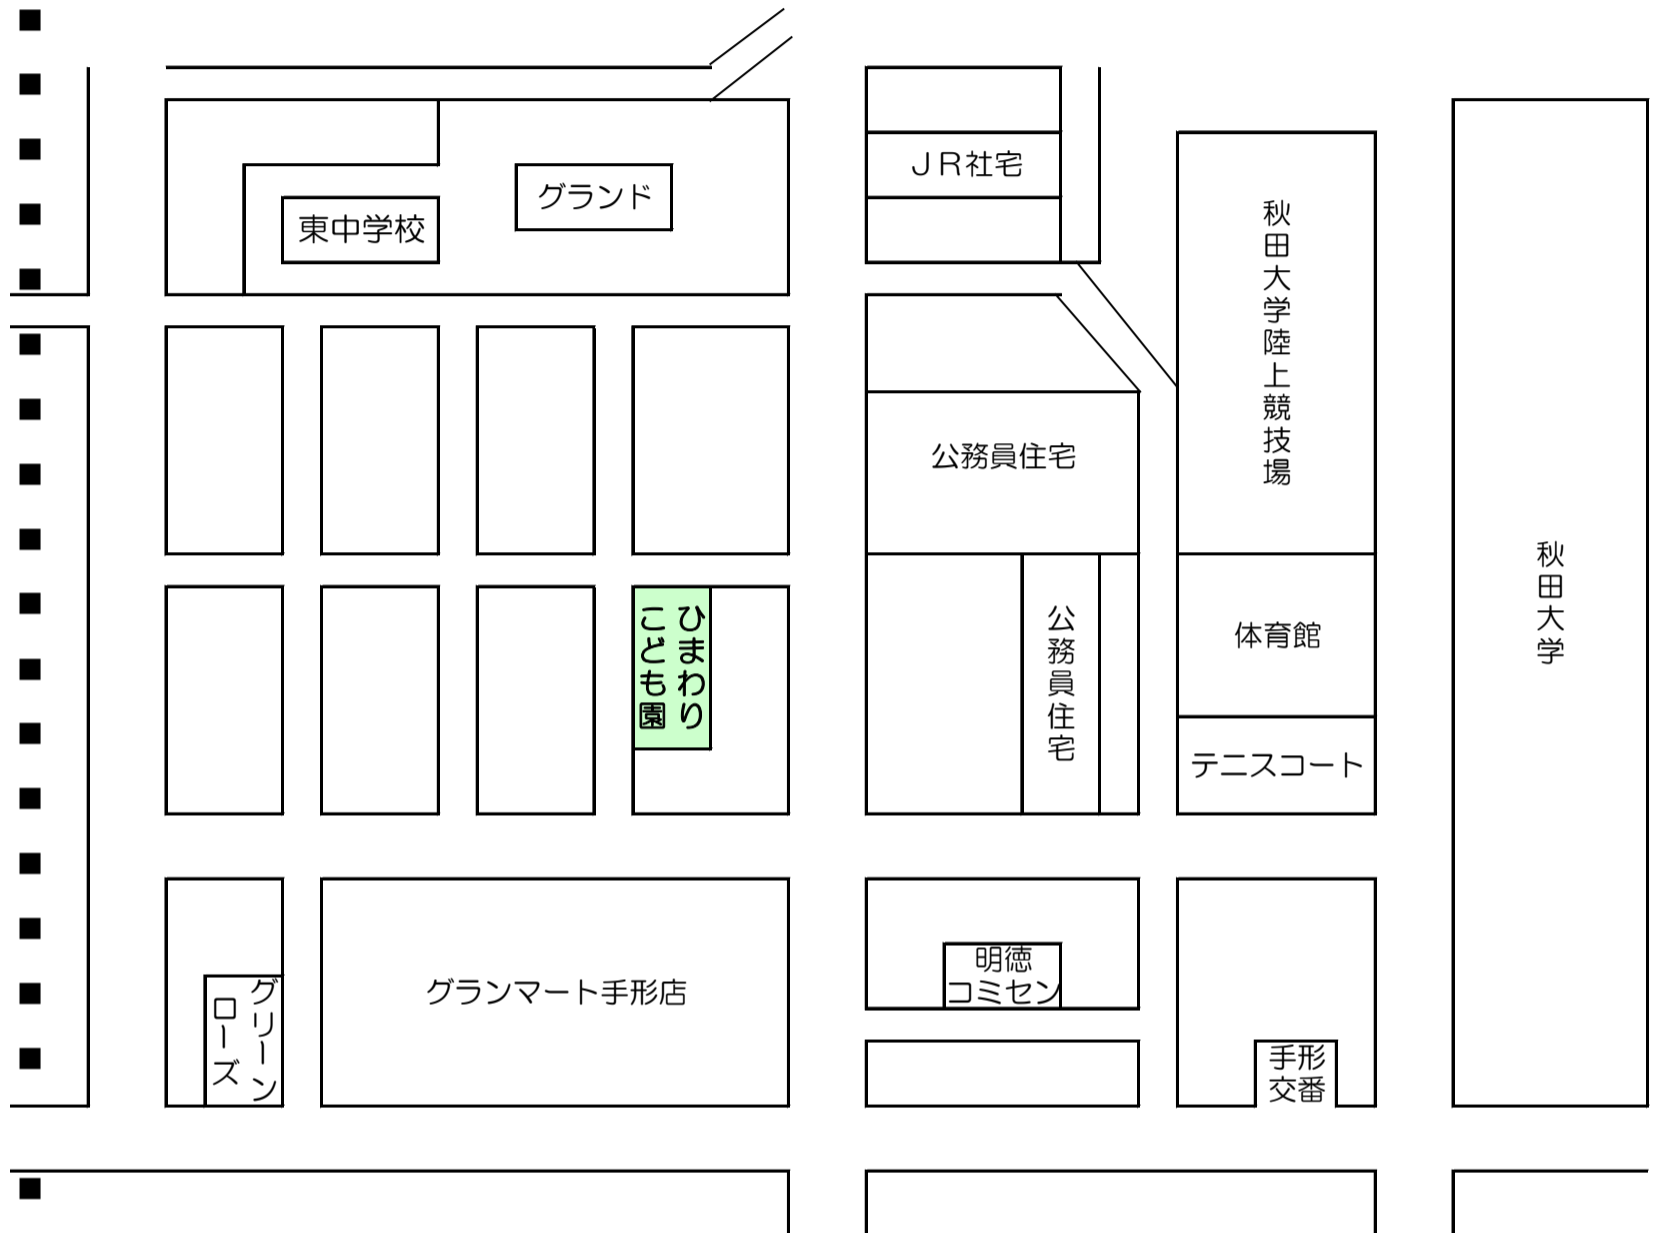 JR社宅
グランド
東中学校
秋田大学陸上競技場
公務員住宅
秋田大学
ひまわり
こども園
公務員住宅
体育館
テニスコート
明徳
コミセン
グランマート手形店
グリーン
ローズ
手形
交番